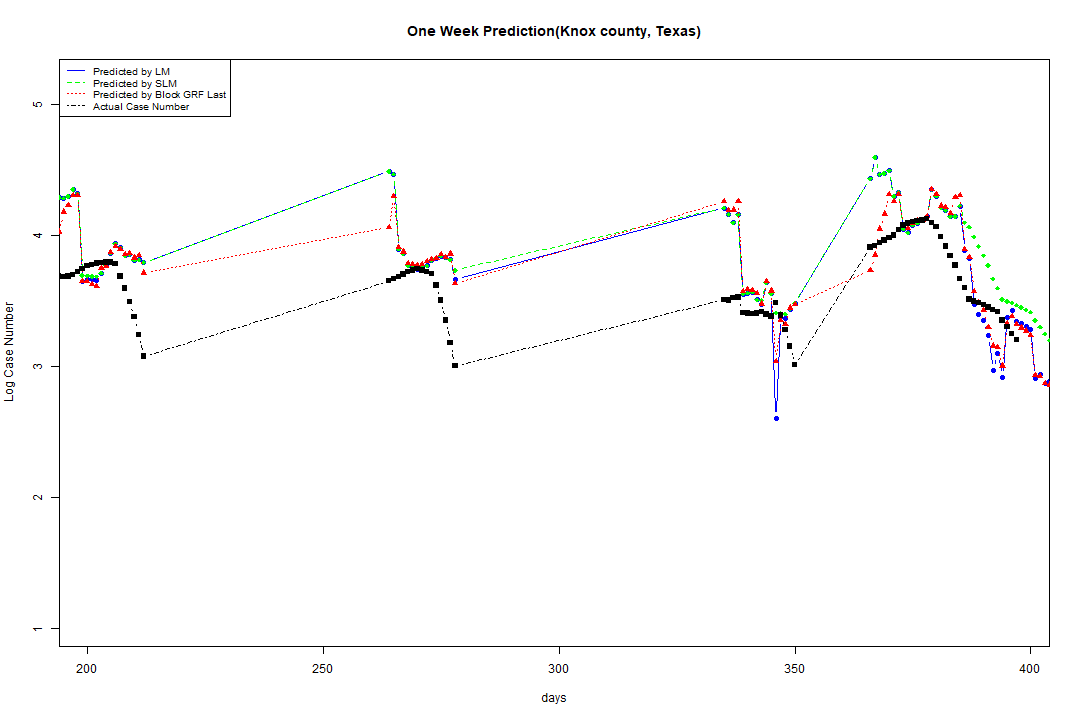 One Week Prediction(Knox county, Texas)
Predicted by LM
Predicted by SLM
Predicted by Block GRF Last
Actual Case Number
5
4
3
2
1
Log Case Number
200 250 300 350 400
days